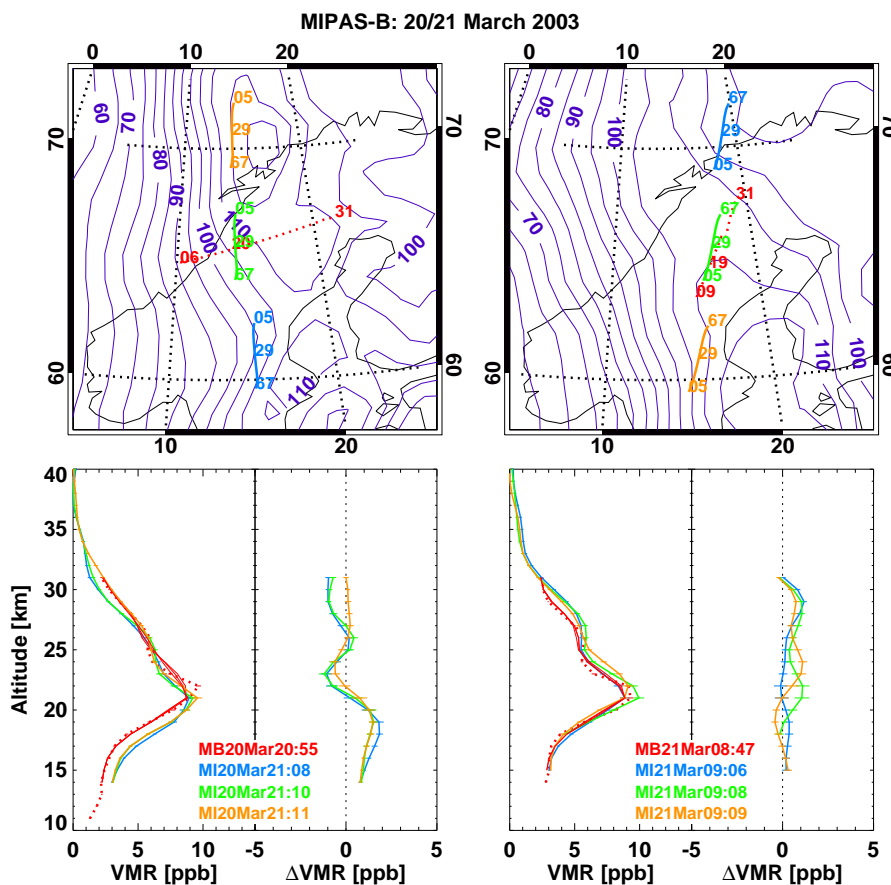 MIPAS-B: 20/21 March 2003
0 10 20
0 10 20
60 70 80 90 100 110 110 100
70 60
70 60
05 29 67
05 29 67
05 29 67
06 20 31
10 20
70 80 90 100 110 100
70 60
67 29 05
67 29 05
67 29 05
31 19 09
10 20
Altitude [km]
40
35
30
25
20
15
10
MB20Mar20:55
MI20Mar21:08
MI20Mar21:10
MI20Mar21:11
MB21Mar08:47
MI21Mar09:06
MI21Mar09:08
MI21Mar09:09
0 5 10 -5 0 5
0 5 10 -5 0 5
VMR [ppb] ΔVMR [ppb]
VMR [ppb] ΔVMR [ppb]